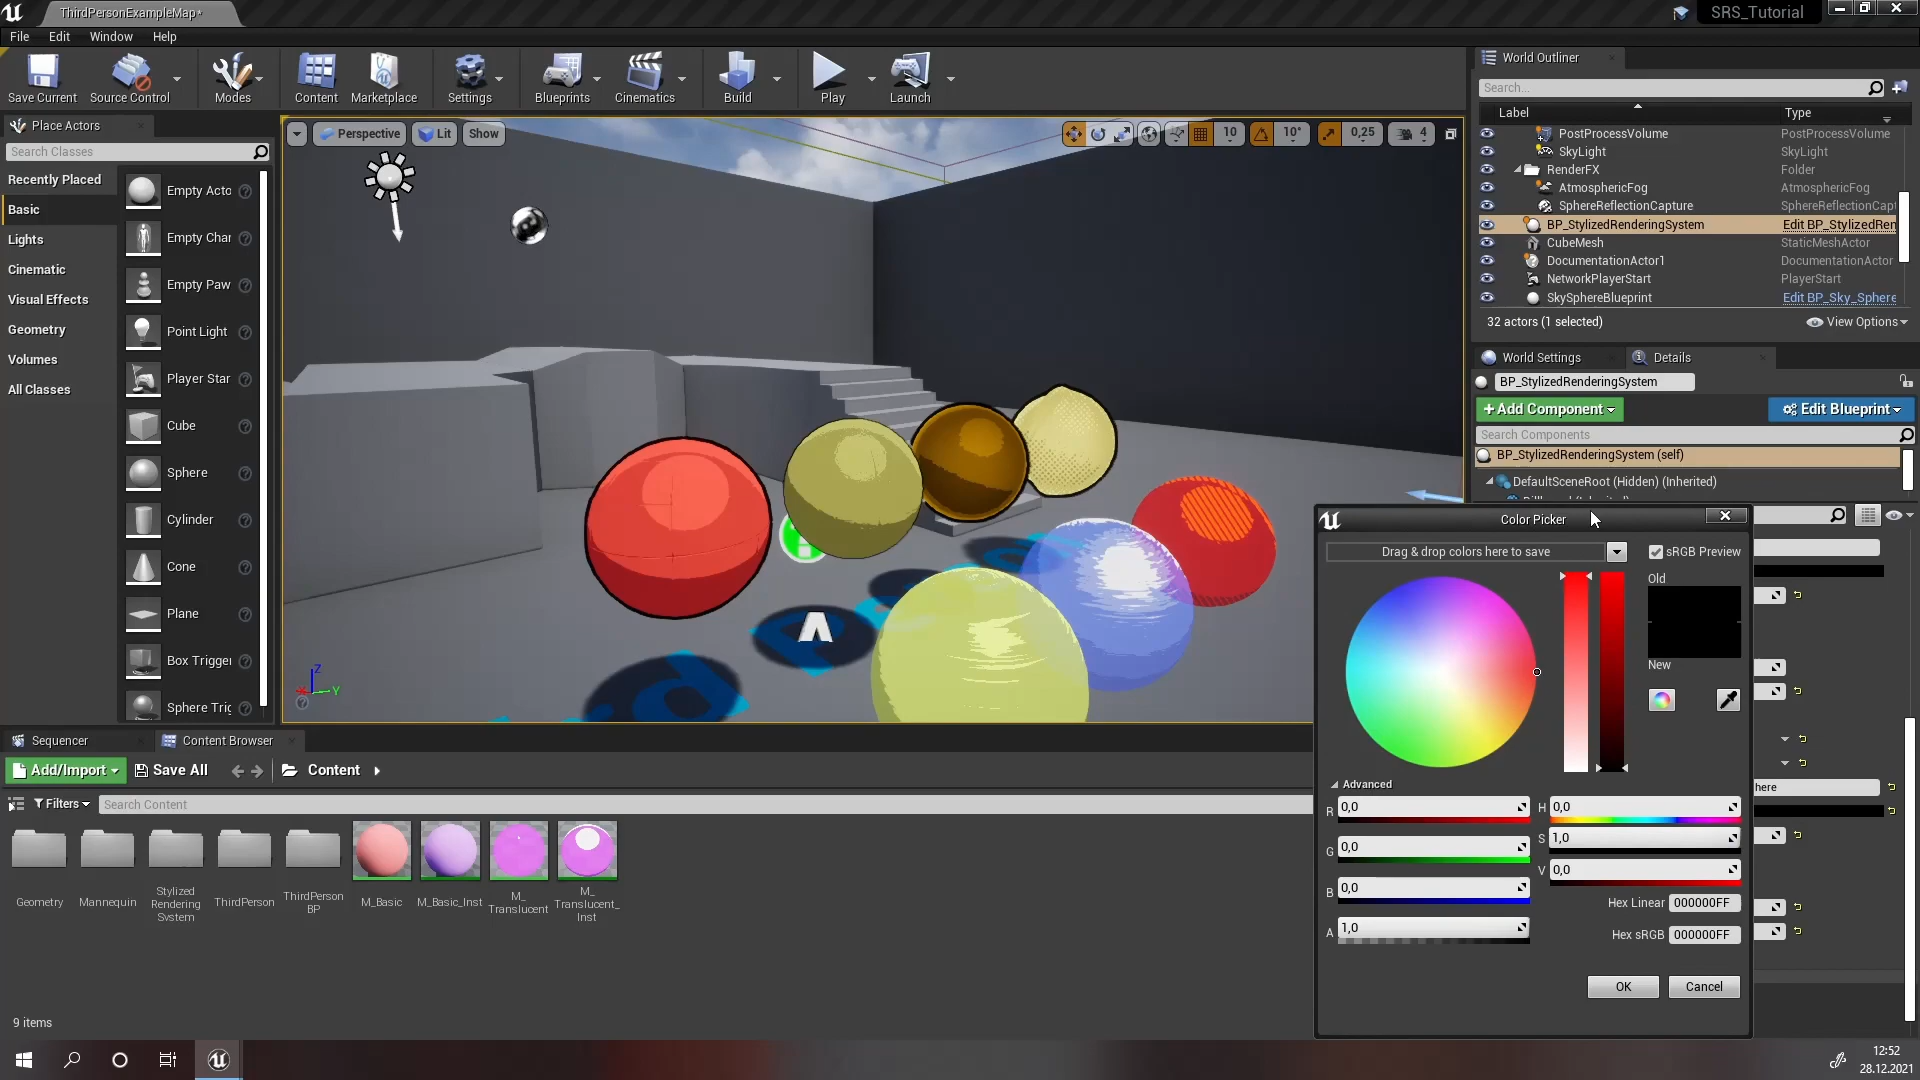 ThirdPersonExampleMap*
SRS_Tutorial
File Edit Window Help
Save Current
Source Control
Modes
Content
Marketplace
Settings
Blueprints
Cinematics
Build
Play
Launch
Place Actors
Search Classes
Recently Placed
Basic
Lights
Cinematic
Visual Effects
Geometry
Volumes
All Classes
Empty Acto
Empty Char
Empty Paw
Point Light
Player Star
Cube
Sphere
Cylinder
Cone
Plane
Box Trigger
Sphere Trig
Perspective
Lit
Show
10
10°
0,25
4
Z
X
Y
World Outliner
Search...
Label Type
PostProcessVolume PostProcessVolume
SkyLight SkyLight
RenderFX Folder
AtmosphericFog AtmosphericFog
SphereReflectionCapture SphereReflectionCapt
BP_StylizedRenderingSystem Edit BP_StylizedRen
CubeMesh StaticMeshActor
DocumentationActor1 DocumentationActor
NetworkPlayerStart PlayerStart
SkySphereBlueprint Edit BP_Sky_Sphere
32 actors (1 selected)
View Options
World Settings
Details
BP_StylizedRenderingSystem
+Add Component
Edit Blueprint
Search Components
BP_StylizedRenderingSystem (self)
DefaultSceneRoot (Hidden) (Inherited)
here
Color Picker
Drag & drop colors here to save
sRGB Preview
Old
New
Advanced
R 0,0
G 0,0
B 0,0
A 1,0
H 0,0
S 1,0
V 0,0
Hex Linear 000000FF
Hex sRGB 000000FF
OK
Cancel
Sequencer
Content Browser
Add/Import
Save All
Content
Filters
Search Content
Geometry
Mannequin
Stylized
Rendering
System
ThirdPerson
ThirdPerson
BP
M_Basic
M_Basic_Inst
M_
Translucent
M_
Translucent_
Inst
9 items
12:52
28.12.2021